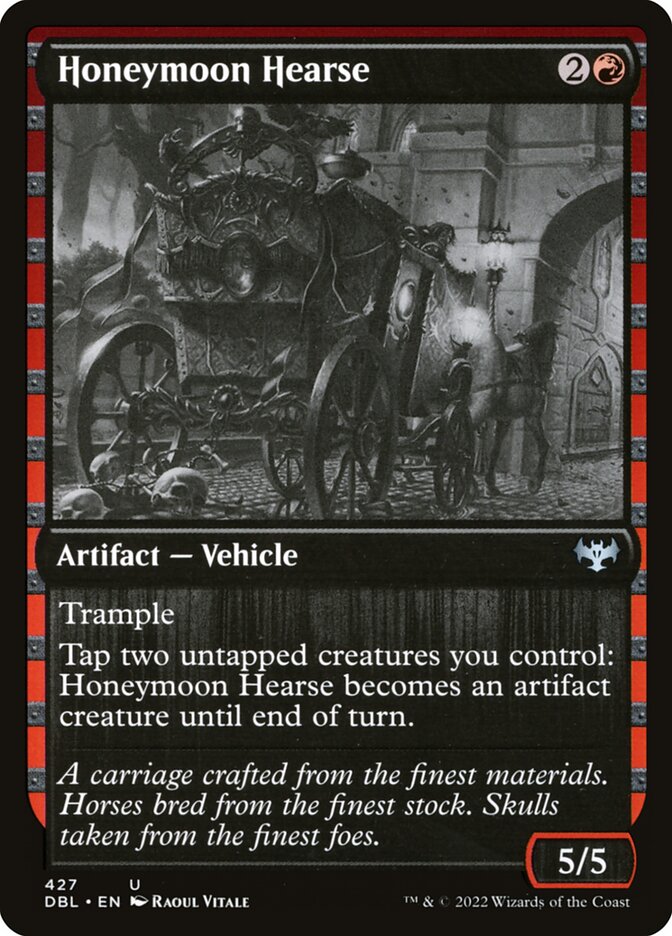 Honeymoon Hearse 2
Artifact — Vehicle
Trample
Tap two untapped creatures you control:
Honeymoon Hearse becomes an artifact
creature until end of turn.
A carriage crafted from the finest materials.
Horses bred from the finest stock. Skulls
taken from the finest foes.
5/5
427 U
DBL • EN Raoul Vitale ™ & © 2022 Wizards of the Coast